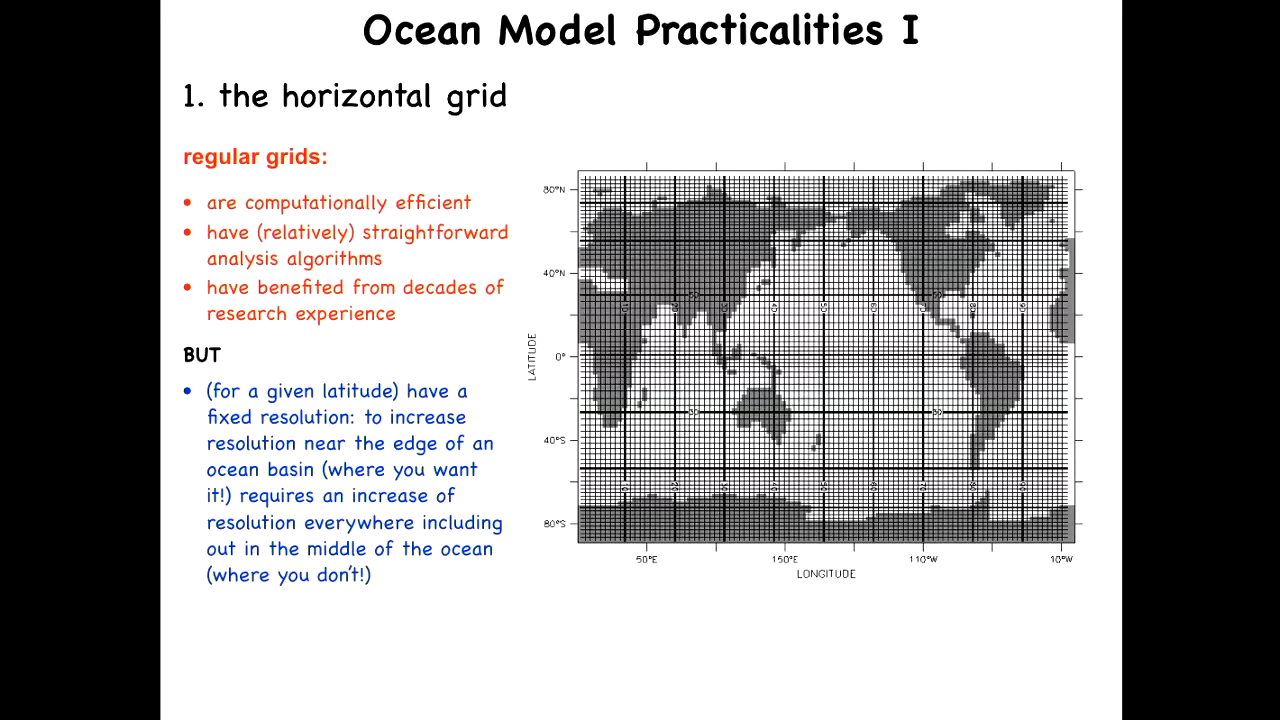 Ocean Model Practicalities I
1. the horizontal grid
regular grids:
• are computationally efficient
• have (relatively) straightforward
analysis algorithms
• have benefited from decades of
research experience
BUT
• (for a given latitude) have a
fixed resolution: to increase
resolution near the edge of an
ocean basin (where you want
it!) requires an increase of
resolution everywhere including
out in the middle of the ocean
(where you don't!)
80°N
40°N
0°
40°S
80°S
LATITUDE
50°E 150°E 110°W 10°W
LONGITUDE